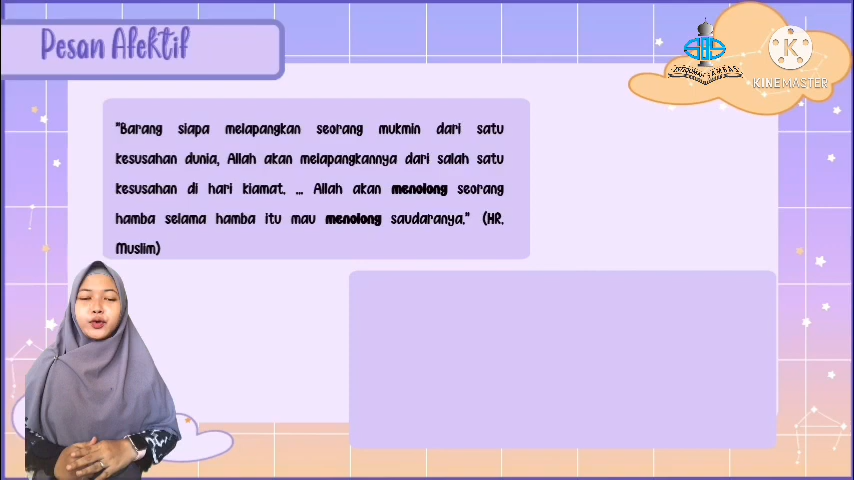 Pesan Afektif
"Barang siapa melapangkan seorang mukmin dari satu
kesusahan dunia, Allah akan melapangkannya dari salah satu
kesusahan di hari kiamat. ... Allah akan menolong seorang
hamba selama hamba itu mau menolong saudaranya." (HR.
Muslim)
SBS
KINEMASTER